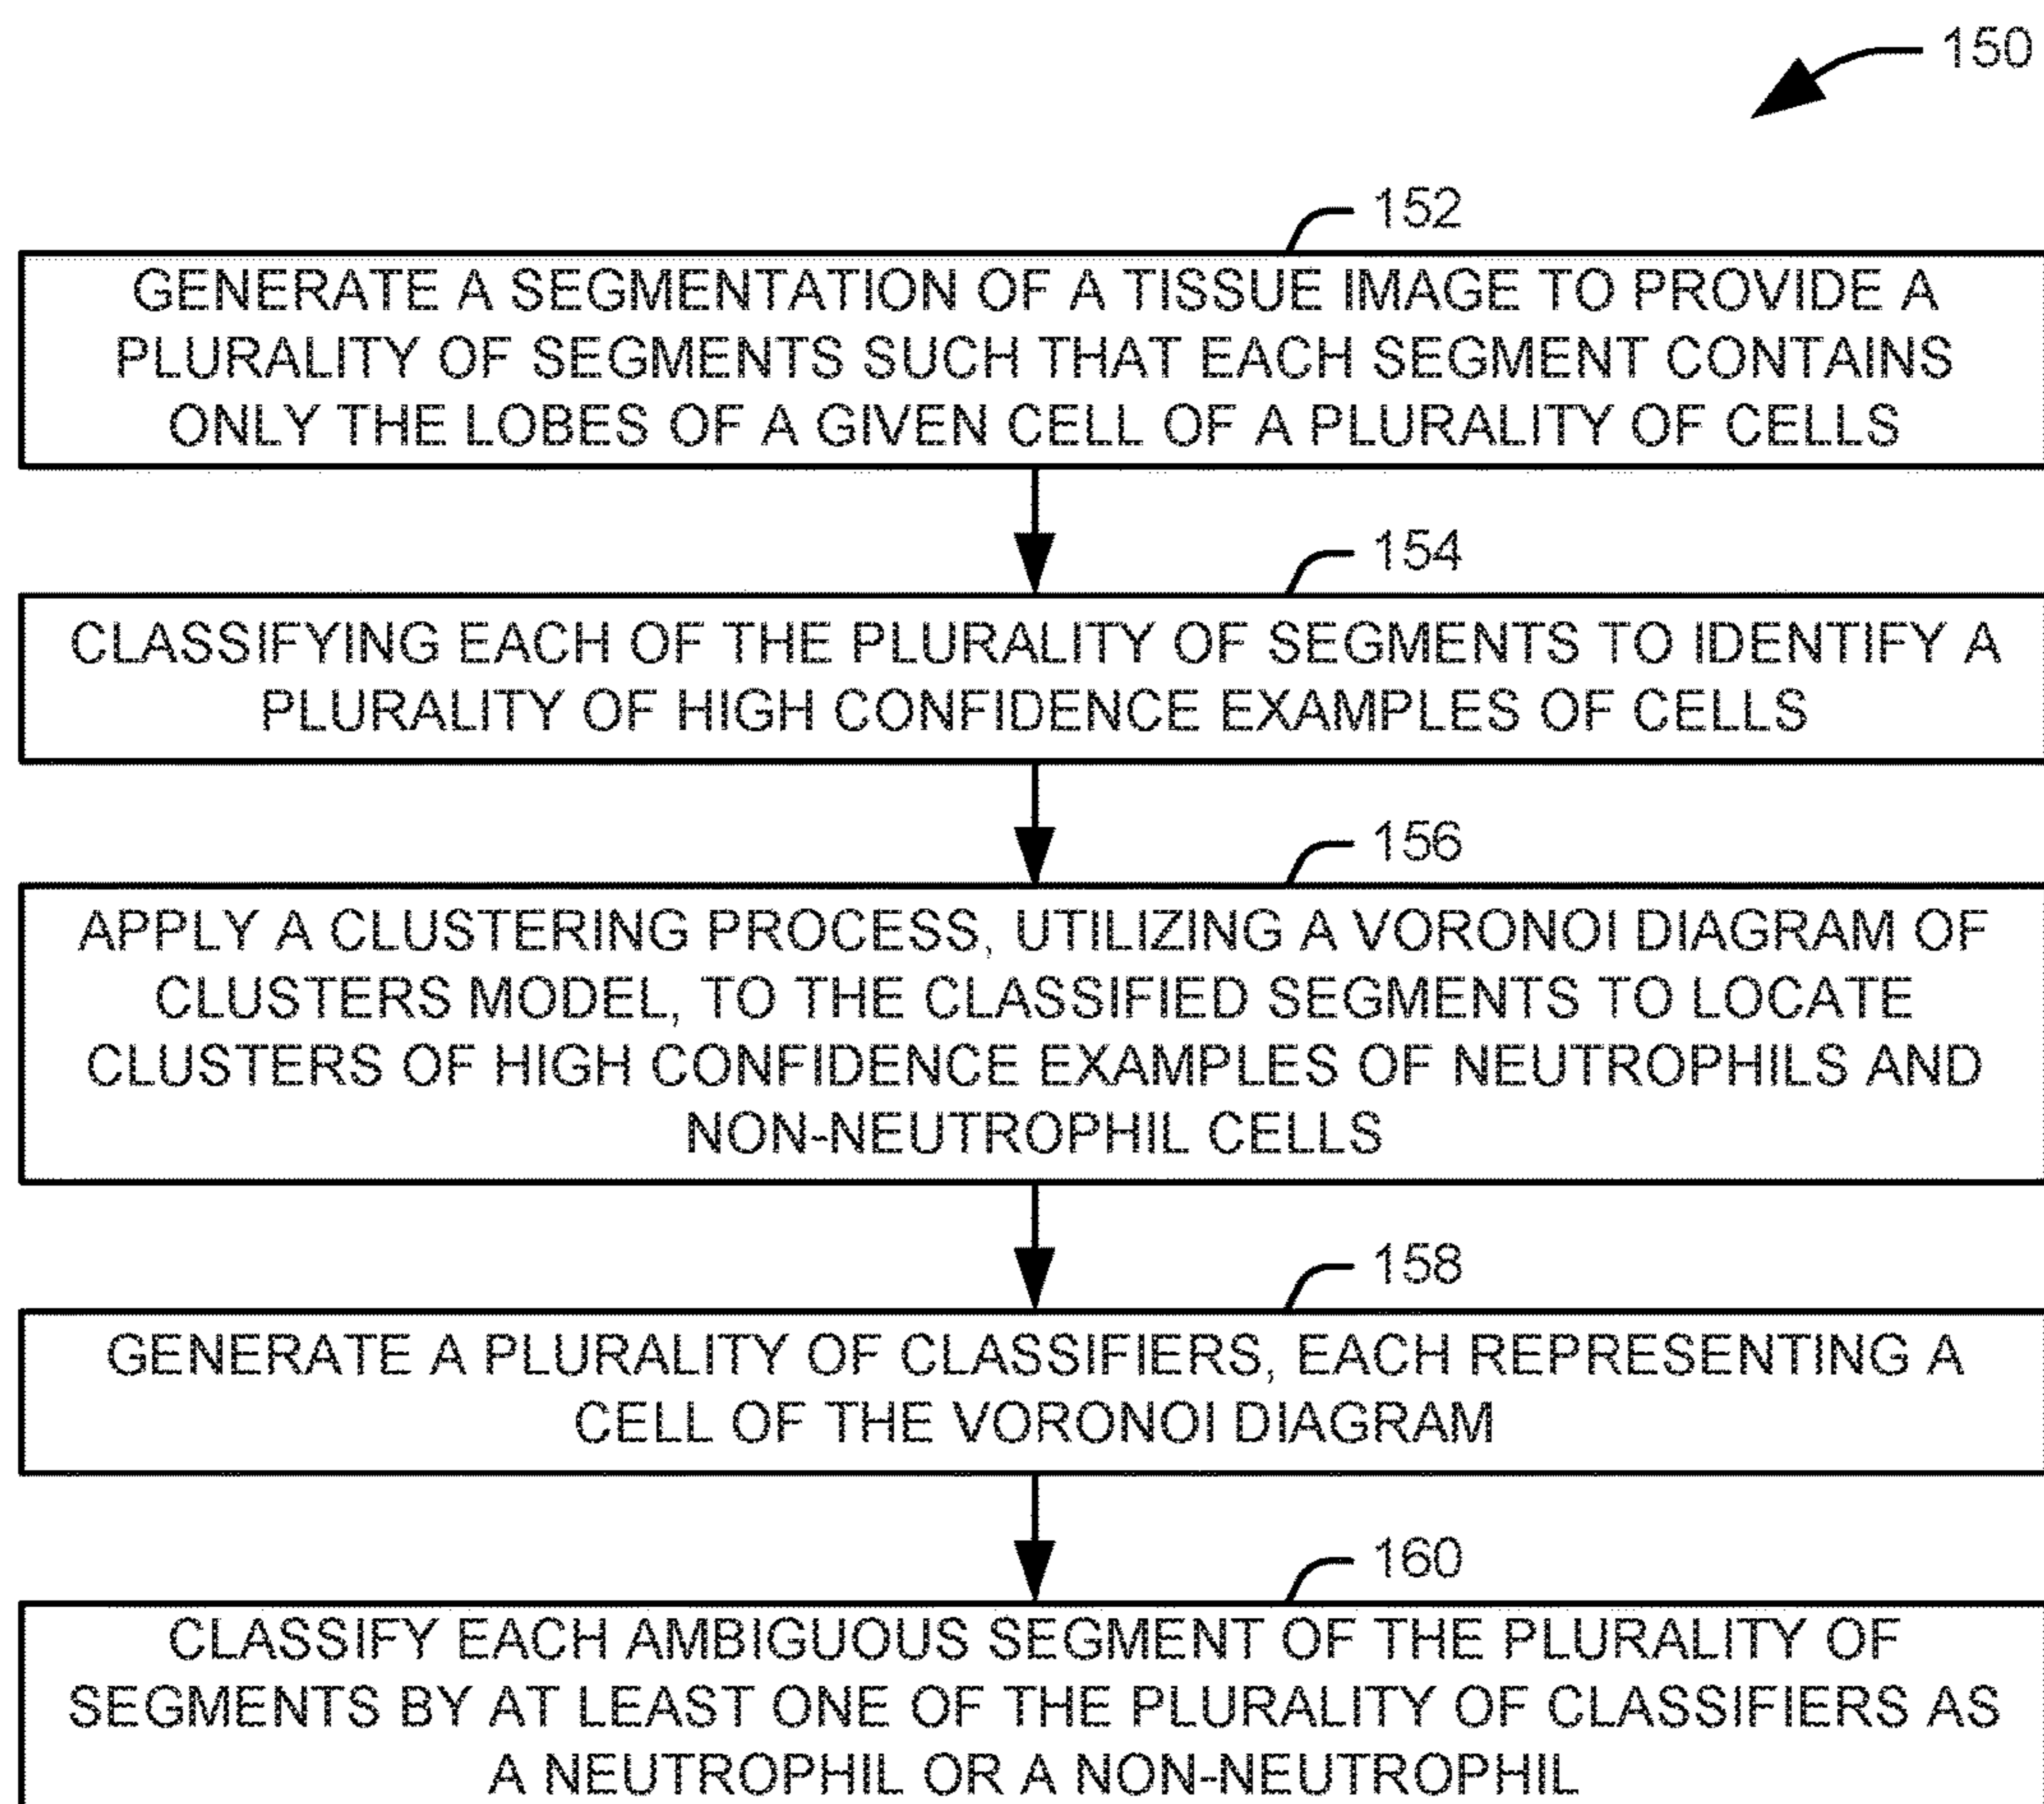 150
152
GENERATE A SEGMENTATION OF A TISSUE IMAGE TO PROVIDE A
PLURALITY OF SEGMENTS SUCH THAT EACH SEGMENT CONTAINS
ONLY THE LOBES OF A GIVEN CELL OF A PLURALITY OF CELLS
154
CLASSIFYING EACH OF THE PLURALITY OF SEGMENTS TO IDENTIFY A
PLURALITY OF HIGH CONFIDENCE EXAMPLES OF CELLS
156
APPLY A CLUSTERING PROCESS, UTILIZING A VORONOI DIAGRAM OF
CLUSTERS MODEL, TO THE CLASSIFIED SEGMENTS TO LOCATE
CLUSTERS OF HIGH CONFIDENCE EXAMPLES OF NEUTROPHILS AND
NON-NEUTROPHIL CELLS
158
GENERATE A PLURALITY OF CLASSIFIERS, EACH REPRESENTING A
CELL OF THE VORONOI DIAGRAM
160
CLASSIFY EACH AMBIGUOUS SEGMENT OF THE PLURALITY OF
SEGMENTS BY AT LEAST ONE OF THE PLURALITY OF CLASSIFIERS AS
A NEUTROPHIL OR A NON-NEUTROPHIL